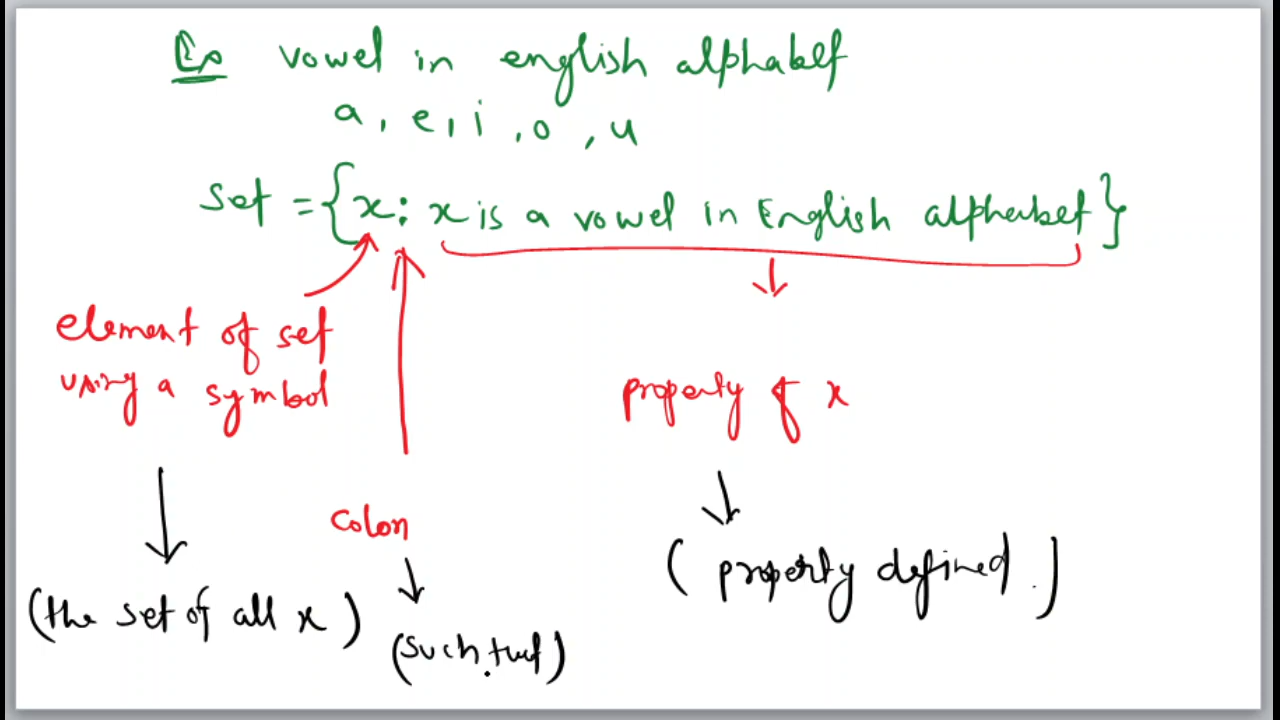 Ex vowel in english alphabet
a, e, i, o, u
Set = {x: x is a vowel in English alphabet}
element of set
using a symbol
property of x
colon
(property defined.)
(the set of all x)
(such that)